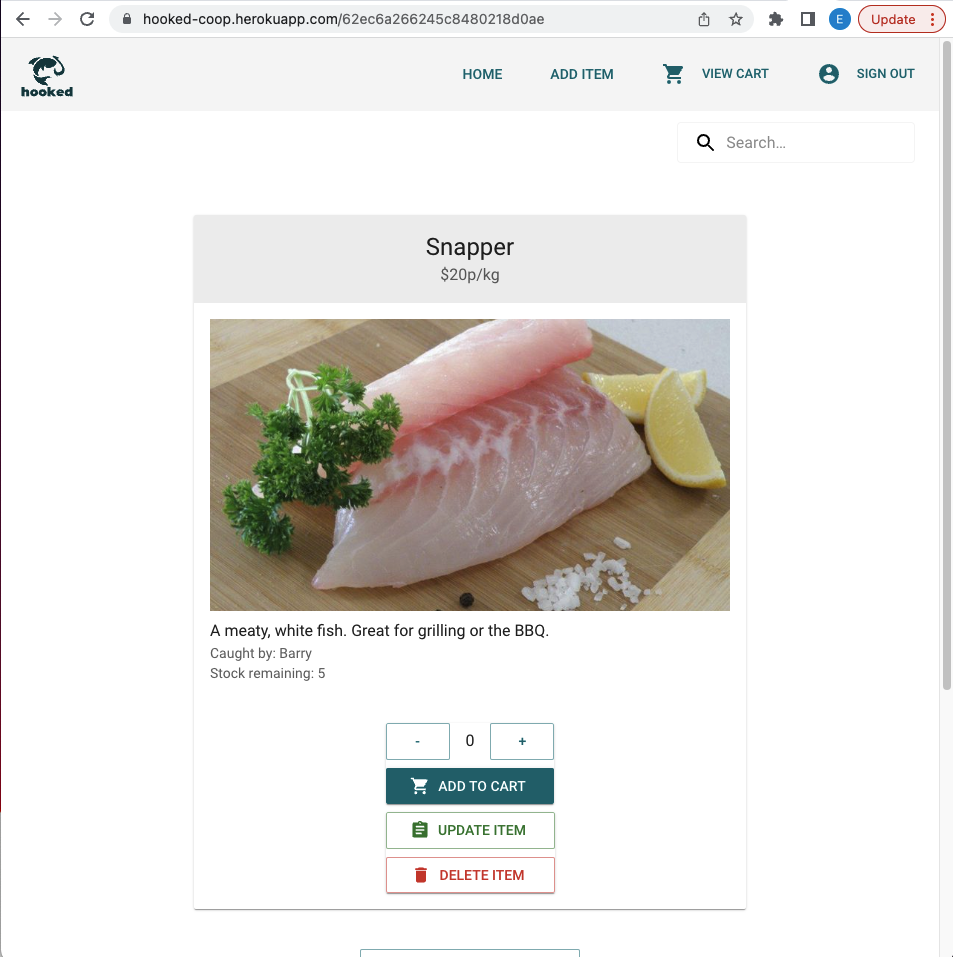 hooked-coop.herokuapp.com/62ec6a266245c8480218d0ae
E
Update
hooked
HOME
ADD ITEM
VIEW CART
SIGN OUT
Search...
Snapper
$20p/kg
A meaty, white fish. Great for grilling or the BBQ.
Caught by: Barry
Stock remaining: 5
- 0 +
ADD TO CART
UPDATE ITEM
DELETE ITEM